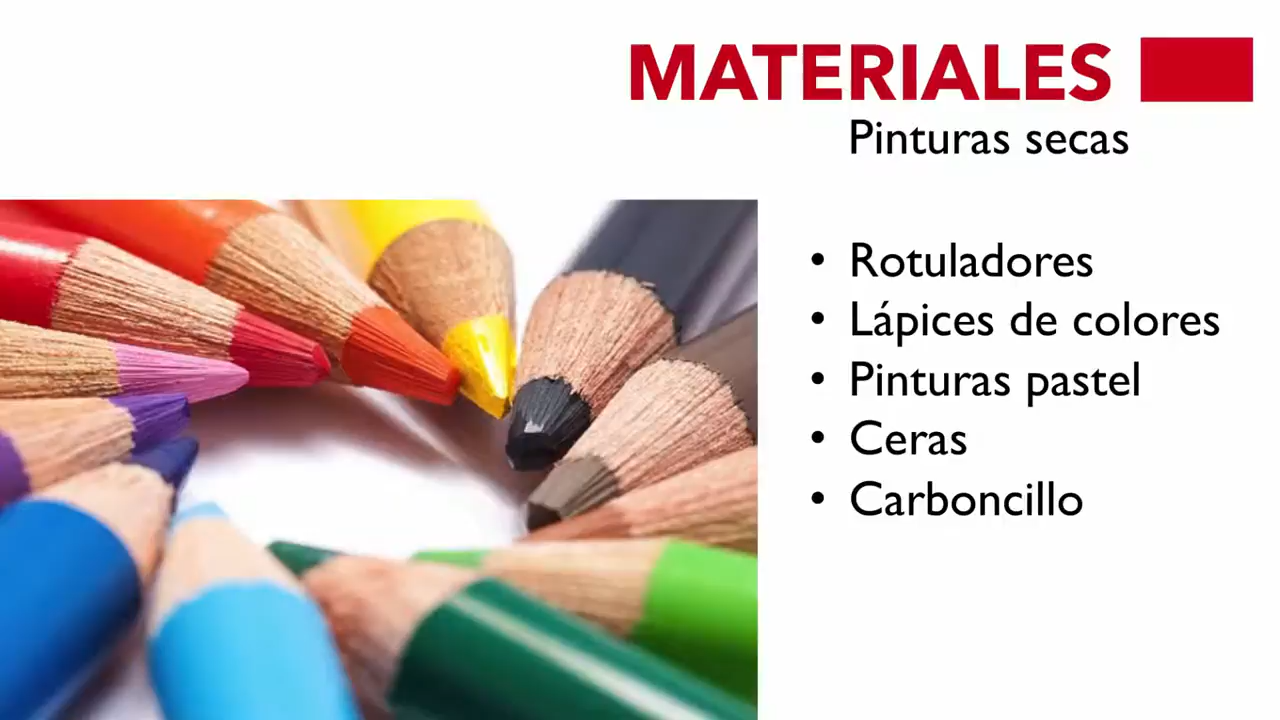 MATERIALES
Pinturas secas
• Rotuladores
• Lápices de colores
• Pinturas pastel
• Ceras
• Carboncillo